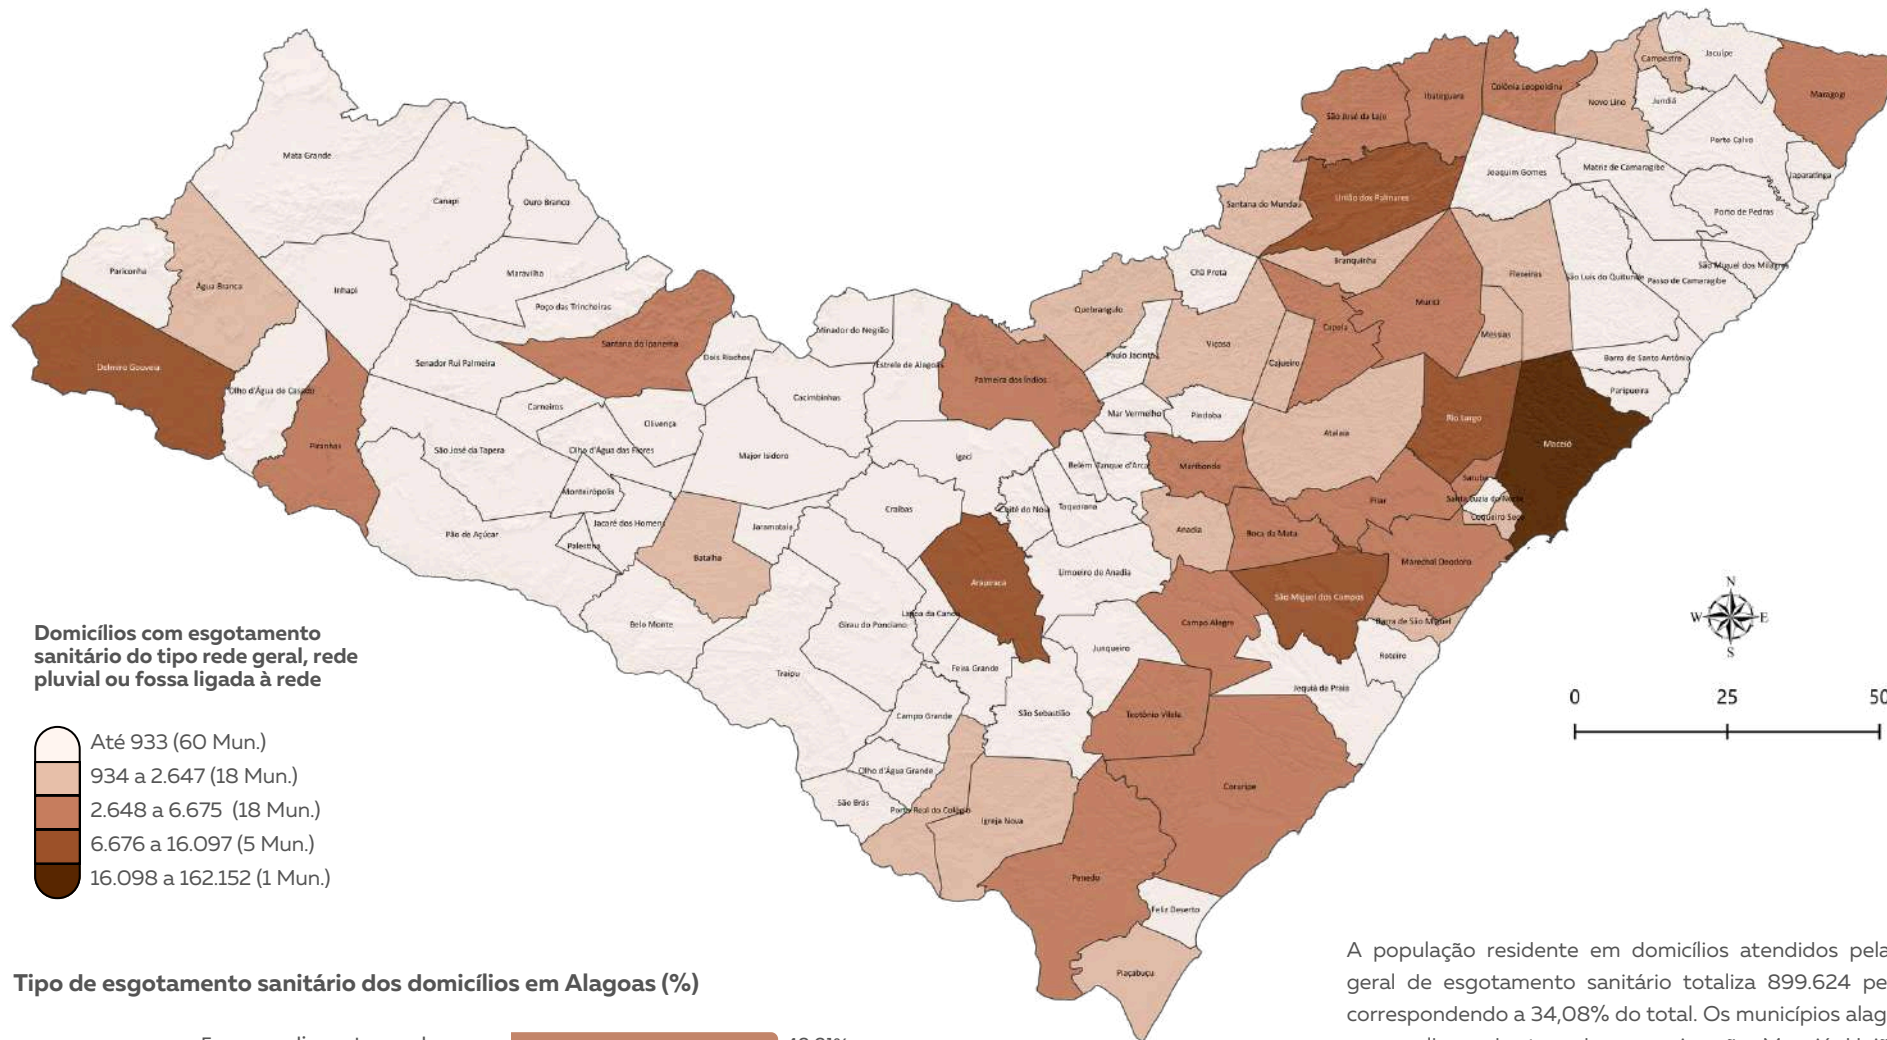 Jacuípe
Campestre
Colônia Leopoldina
Ibateguara
Novo Lino
Jundiá
Maragogi
São José da Laje
Porto Calvo
Mata Grande
Joaquim Gomes
Matriz de Camaragibe
Japaratinga
Canapi
Ouro Branco
União dos Palmares
Santana do Mundaú
Porto de Pedras
Pariconha
Água Branca
Inhapi
Maravilha
Chã Preta
Branquinha
Flexeiras
São Luís do Quitunde
São Miguel dos Milagres
Passo de Camaragibe
Poço das Trincheiras
Quebrangulo
Murici
Minador do Negrão
Capela
Messias
Santana do Ipanema
Viçosa
Delmiro Gouveia
Senador Rui Palmeira
Dois Riachos
Estrela de Alagoas
Paulo Jacinto
Cajueiro
Barra de Santo Antônio
Olho d'Água do Casado
Palmeira dos Índios
Paripueira
Carneiros
Cacimbinhas
Mar Vermelho
Pindoba
Rio Largo
Olivença
Atalaia
Maceió
Piranhas
São José da Tapera
Olho d'Água das Flores
Major Isidoro
Igaci
Belém
Tanque d'Arca
Maribondo
Satuba
Monteirópolis
Pilar
Santa Luzia do Norte
Craíbas
Coité do Nóia
Taquarana
Coqueiro Seco
Jacaré dos Homens
Jaramataia
Anadia
Boca da Mata
Pão de Açúcar
Palestina
Batalha
Marechal Deodoro
Arapiraca
Limoeiro de Anadia
São Miguel dos Campos
Lagoa da Canoa
Belo Monte
Girau do Ponciano
Campo Alegre
Barra de São Miguel
Junqueiro
Roteiro
Traipu
Feira Grande
Jequiá da Praia
Campo Grande
São Sebastião
Teotônio Vilela
Olho d'Água Grande
Coruripe
São Brás
Porto Real do Colégio
Igreja Nova
Penedo
Feliz Deserto
Piaçabuçu
N
W E
S
0 25 50
Domicílios com esgotamento
sanitário do tipo rede geral, rede
pluvial ou fossa ligada à rede
Até 933 (60 Mun.)
934 a 2.647 (18 Mun.)
2.648 a 6.675 (18 Mun.)
6.676 a 16.097 (5 Mun.)
16.098 a 162.152 (1 Mun.)
Tipo de esgotamento sanitário dos domicílios em Alagoas (%)
A população residente em domicílios atendidos pela
geral de esgotamento sanitário totaliza 899.624 pe
correspondendo a 34,08% do total. Os municípios alag